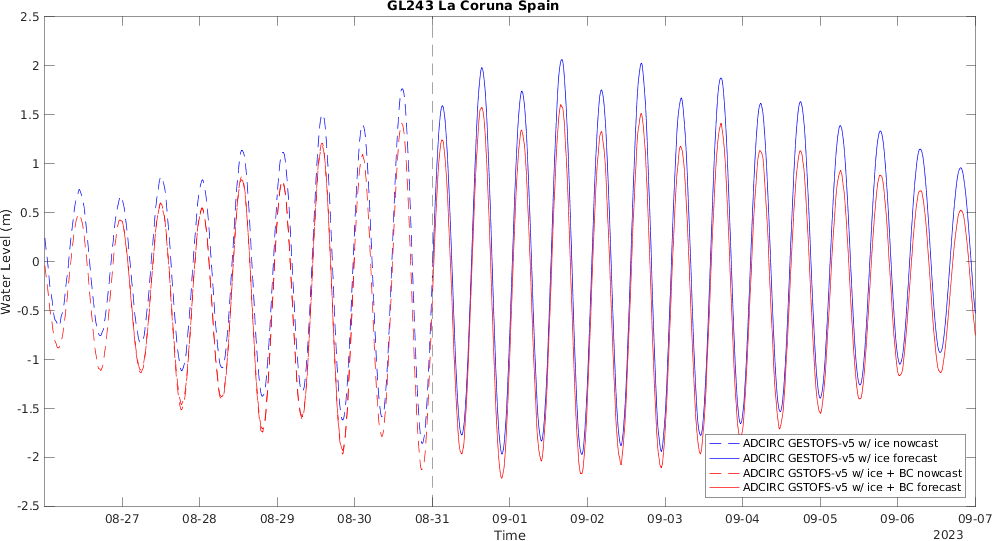 GL243 La Coruna Spain
2.5
2
1.5
1
0.5
0
-0.5
-1
-1.5
-2
-2.5
Water Level (m)
08-27 08-28 08-29 08-30 08-31 09-01 09-02 09-03 09-04 09-05 09-06 09-07
Time
2023
ADCIRC GESTOFS-v5 w/ ice nowcast
ADCIRC GESTOFS-v5 w/ ice forecast
ADCIRC GSTOFS-v5 w/ ice + BC nowcast
ADCIRC GSTOFS-v5 w/ ice + BC forecast